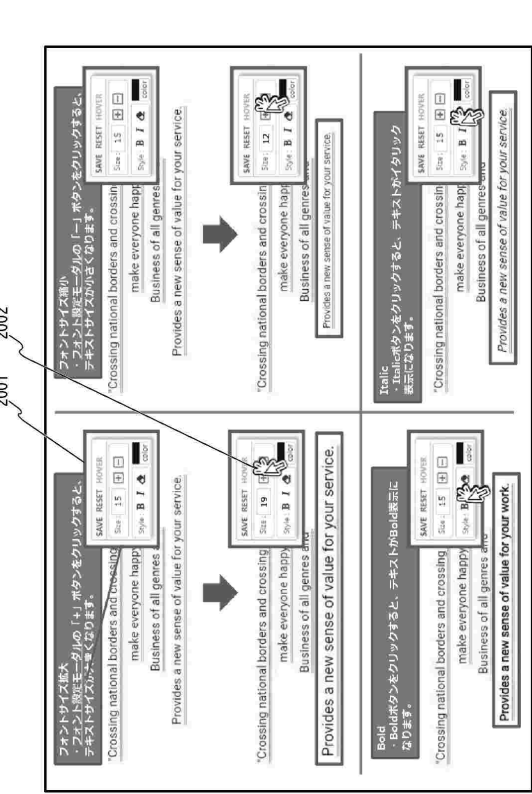 2001
2002
フォントサイズ拡大
・フォント設定モーダルの「+」ボタンをクリックすると、
テキストサイズが大きくなります。
"Crossing national borders and crossing
make everyone happy
Business of all genres
Provides a new sense of value for your service.
SAVE RESET HOVER
Size : 15 + −
Style : B I
color
"Crossing national borders and crossing
make everyone happy
Business of all genres and
Provides a new sense of value for your service.
SAVE RESET HOVER
Size : 19 +
Style : B I
color
フォントサイズ縮小
・フォント設定モーダルの「−」ボタンをクリックすると、
テキストサイズが小さくなります。
"Crossing national borders and crossin
make everyone happ
Business of all genres
Provides a new sense of value for your service.
SAVE RESET HOVER
Size : 15 + −
Style : B I
color
"Crossing national borders and crossin
make everyone happ
Business of all genres and
Provides a new sense of value for your service.
SAVE RESET HOVER
Size : 12 +
Style : B I
color
Bold
・Boldボタンをクリックすると、テキストがBold表示に
なります。
"Crossing national borders and crossing
make everyone happy
Business of all genres and
Provides a new sense of value for your work.
SAVE RESET HOVER
Size : 15 + −
Style : B
color
Italic
・Italicボタンをクリックすると、テキストがイタリック
表示になります。
"Crossing national borders and crossin
make everyone happ
Business of all genres and
Provides a new sense of value for your service.
SAVE RESET HOVER
Size : 15 + −
Style : B I
color